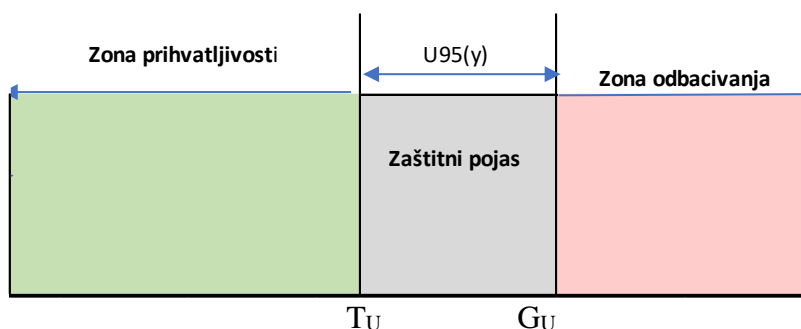 Zona prihvatljivosti
U95(y)
Zona odbacivanja
Zaštitni pojas
TU
GU